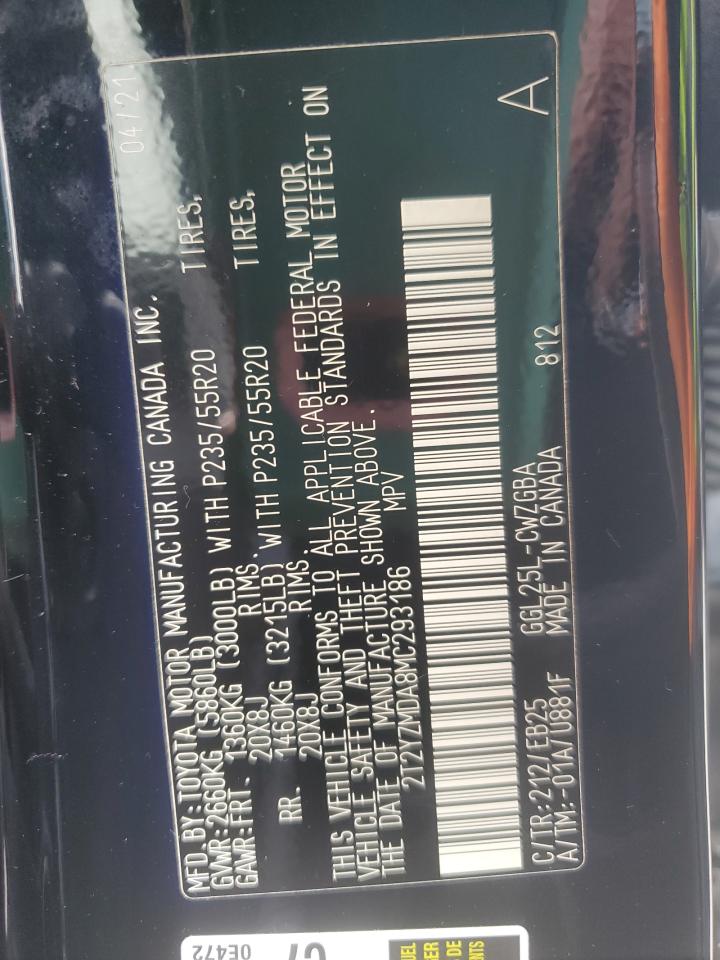 04/21
MFD.BY:TOYOTA MOTOR MANUFACTURING CANADA INC.
GVWR:2660KG (5860LB)
GAWR:FRT. 1360KG (3000LB) WITH P235/55R20 TIRES,
20X8J RIMS.
RR. 1460KG (3215LB) WITH P235/55R20 TIRES,
20X8J RIMS.
THIS VEHICLE CONFORMS TO ALL APPLICABLE FEDERAL MOTOR
VEHICLE SAFETY AND THEFT PREVENTION STANDARDS IN EFFECT ON
THE DATE OF MANUFACTURE SHOWN ABOVE.
2T2YZMDA8MC293186 MPV
A
C/TR:212/EB25 GGL25L-CWZGBA
A/TM:-01A/0881F MADE IN CANADA 812
0E472